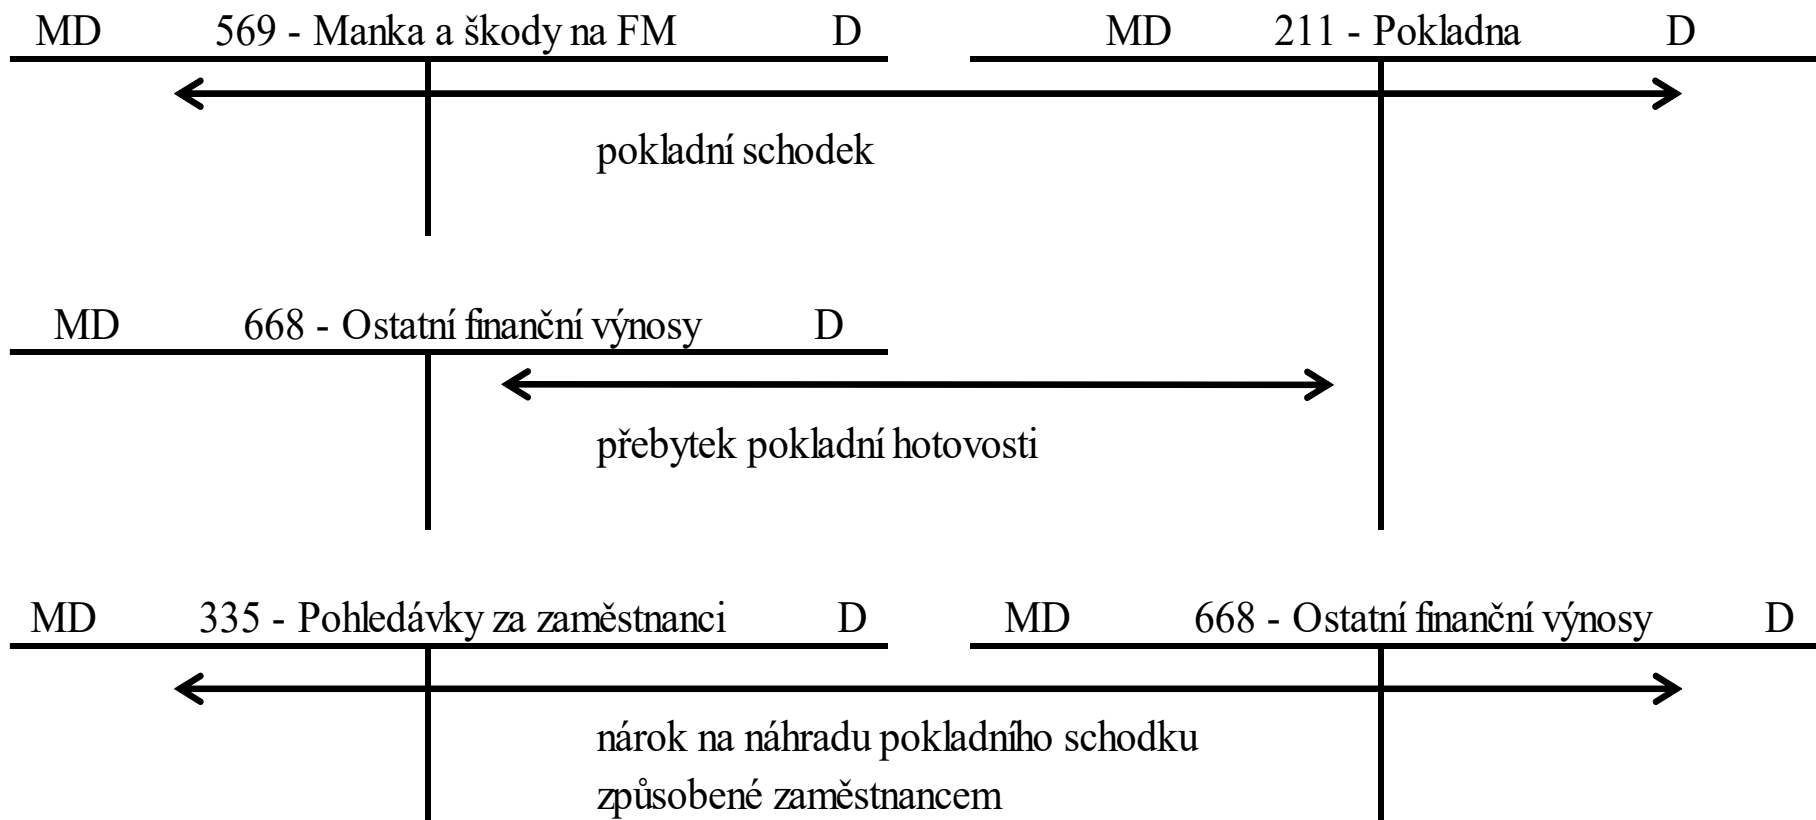 MD 569 - Manka a škody na FM D MD 211 - Pokladna D
pokladní schodek
MD 668 - Ostatní finanční výnosy D
přebytek pokladní hotovosti
MD 335 - Pohledávky za zaměstnanci D MD 668 - Ostatní finanční výnosy D
nárok na náhradu pokladního schodku
způsobené zaměstnancem